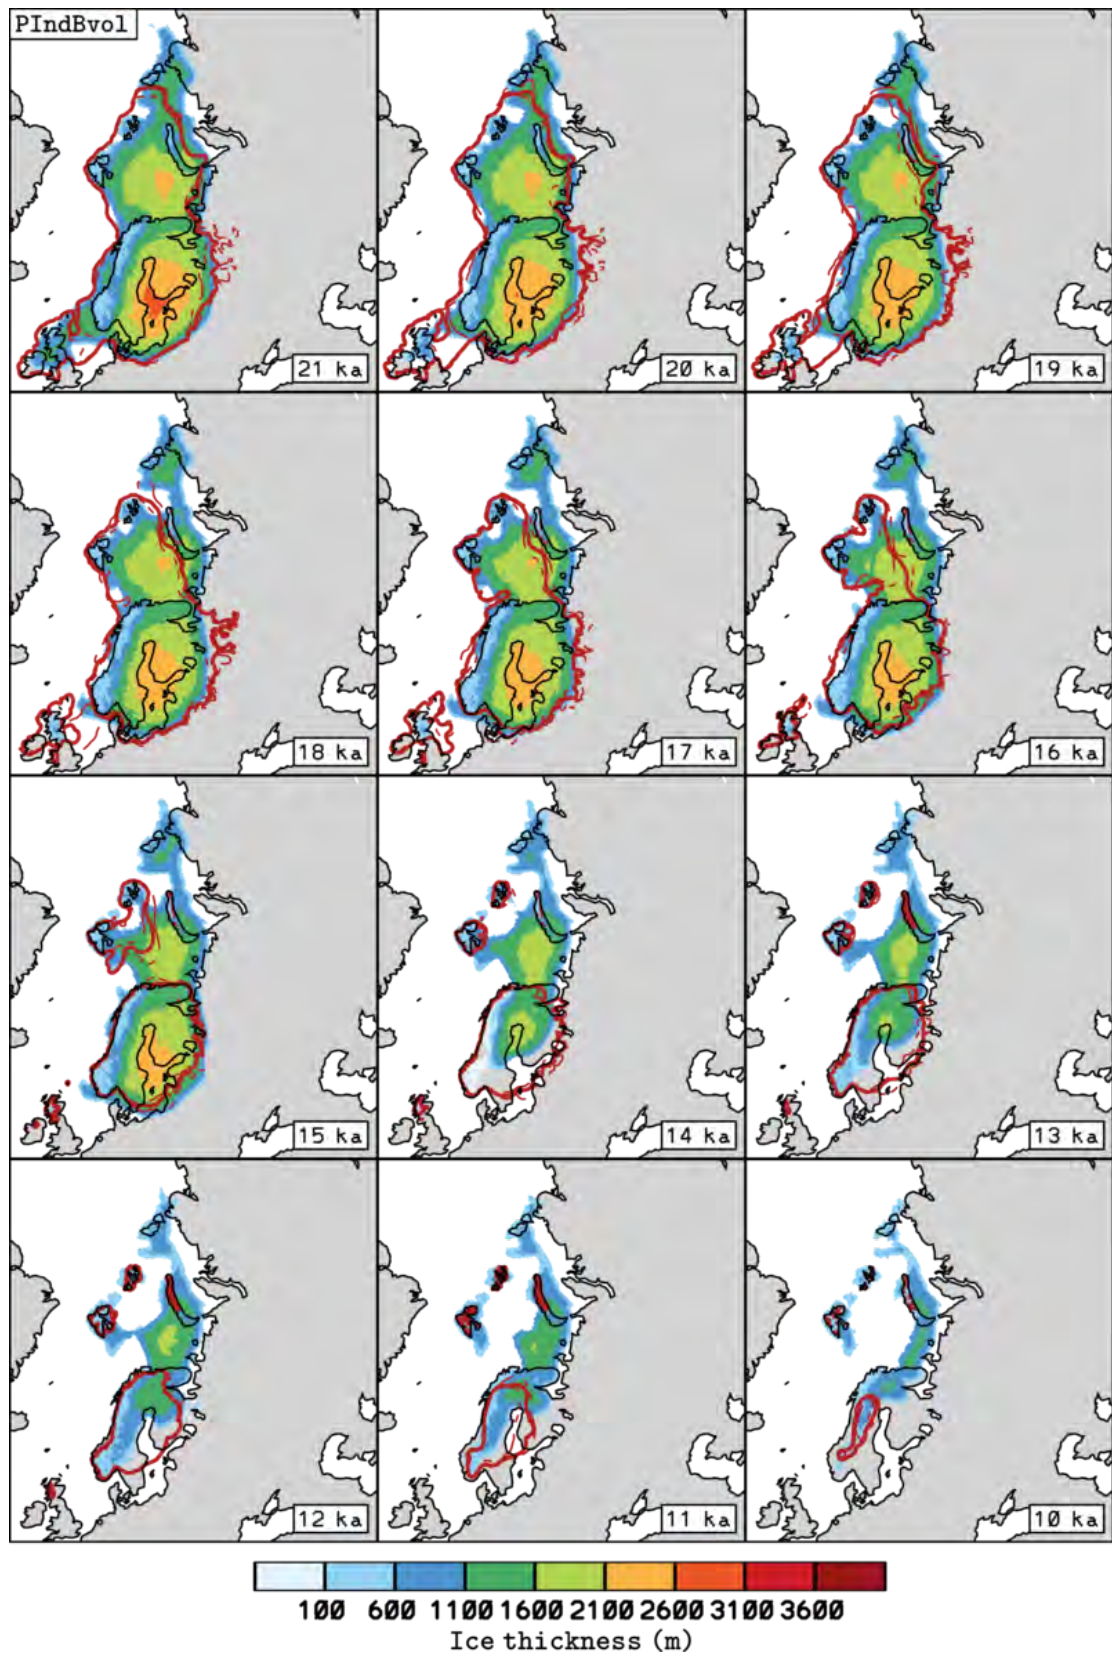 PIndBvol
21 ka
20 ka
19 ka
18 ka
17 ka
16 ka
15 ka
14 ka
13 ka
12 ka
11 ka
10 ka
100 600 1100 1600 2100 2600 3100 3600
Ice thickness (m)